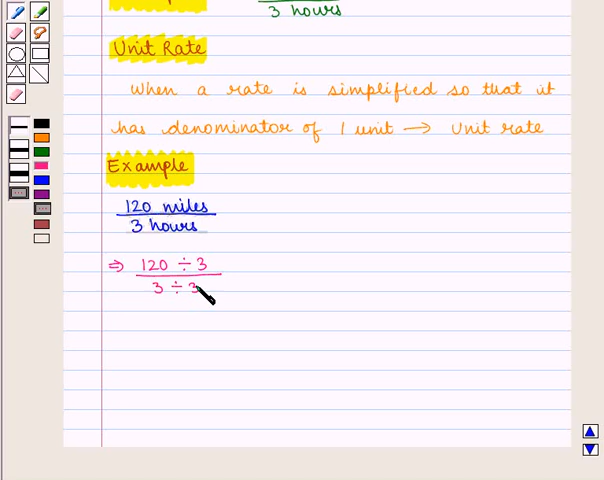 3 hours
Unit Rate
When a rate is simplified so that it
has denominator of 1 unit → Unit rate
Example
120 miles
3 hours
⇒ 120 ÷ 3
3 ÷ 3